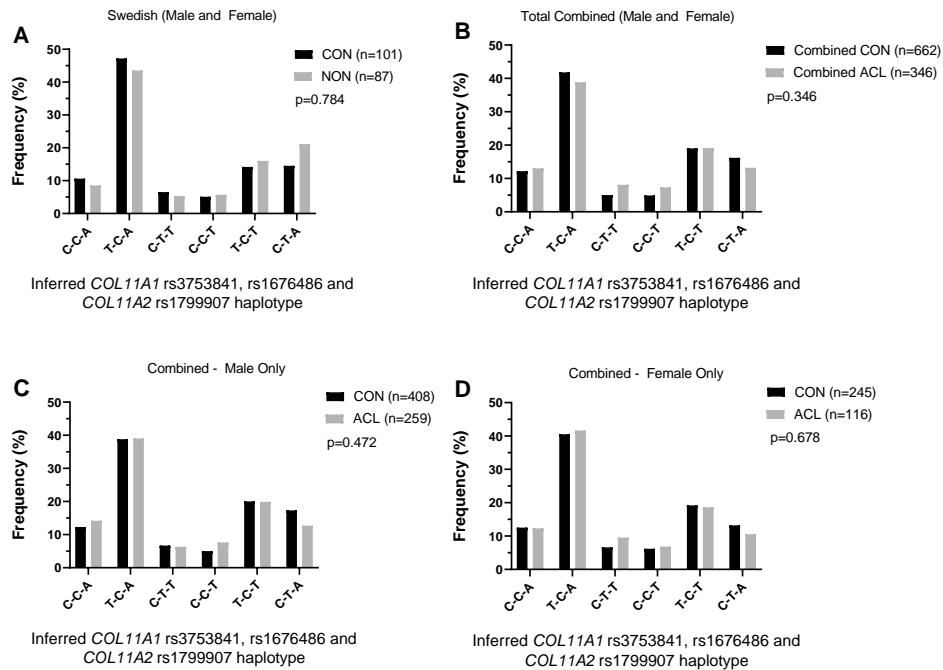 A
Swedish (Male and Female)
CON (n=101)
NON (n=87)
p=0.784
Frequency (%)
50
40
30
20
10
0
C-C-A
T-C-A
C-T-T
C-C-T
T-C-T
C-T-A
Inferred COL11A1 rs3753841, rs1676486 and
COL11A2 rs1799907 haplotype
B
Total Combined (Male and Female)
Combined CON (n=662)
Combined ACL (n=346)
p=0.346
Frequency (%)
50
40
30
20
10
0
C-C-A
T-C-A
C-T-T
C-C-T
T-C-T
C-T-A
Inferred COL11A1 rs3753841, rs1676486 and
COL11A2 rs1799907 haplotype
C
Combined - Male Only
CON (n=408)
ACL (n=259)
p=0.472
Frequency (%)
50
40
30
20
10
0
C-C-A
T-C-A
C-T-T
C-C-T
T-C-T
C-T-A
Inferred COL11A1 rs3753841, rs1676486 and
COL11A2 rs1799907 haplotype
D
Combined - Female Only
CON (n=245)
ACL (n=116)
p=0.678
Frequency (%)
50
40
30
20
10
0
C-C-A
T-C-A
C-T-T
C-C-T
T-C-T
C-T-A
Inferred COL11A1 rs3753841, rs1676486 and
COL11A2 rs1799907 haplotype